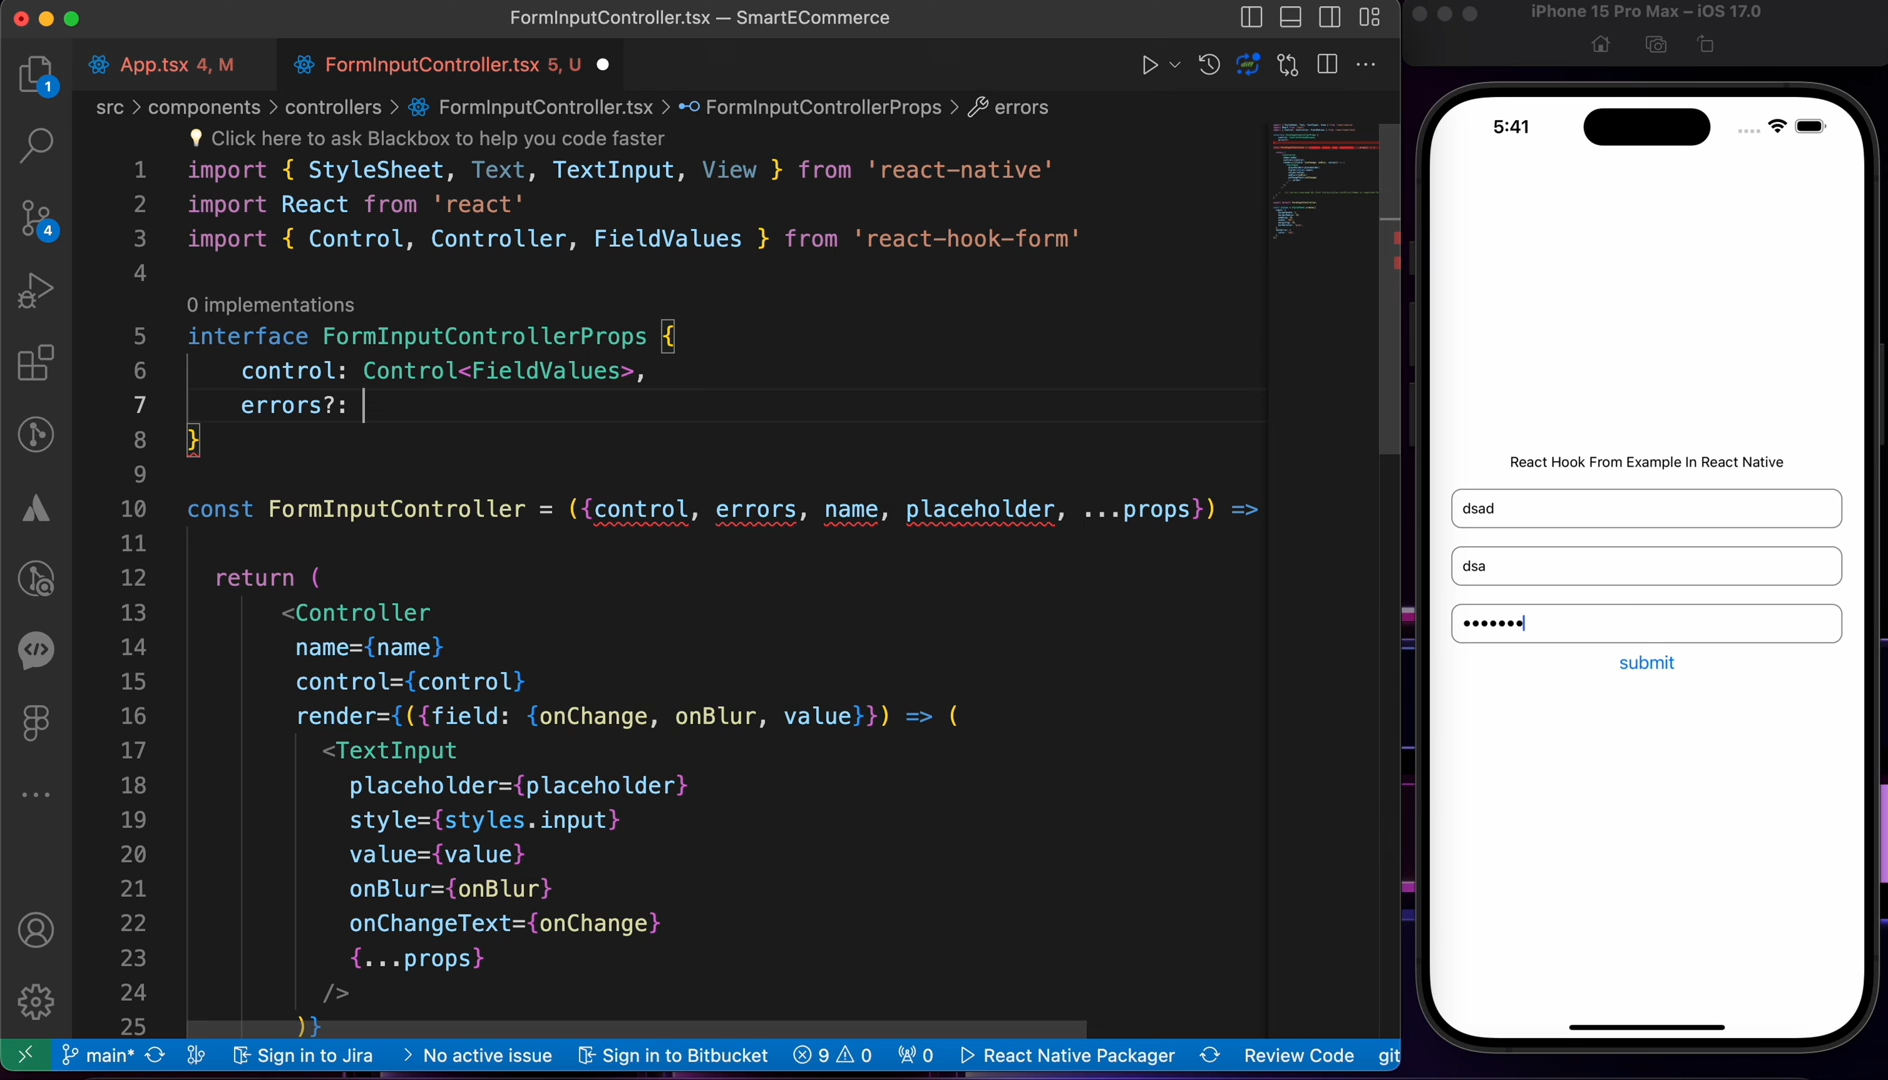 FormInputController.tsx — SmartECommerce
iPhone 15 Pro Max – iOS 17.0
App.tsx 4, M
FormInputController.tsx 5, U
src > components > controllers > FormInputController.tsx > FormInputControllerProps > errors
Click here to ask Blackbox to help you code faster
1 import { StyleSheet, Text, TextInput, View } from 'react-native'
2 import React from 'react'
3 import { Control, Controller, FieldValues } from 'react-hook-form'
4
0 implementations
5 interface FormInputControllerProps {
6 control: Control<FieldValues>,
7 errors?:
8 }
9
10 const FormInputController = ({control, errors, name, placeholder, ...props}) =>
11
12 return (
13 <Controller
14 name={name}
15 control={control}
16 render={({field: {onChange, onBlur, value}}) => (
17 <TextInput
18 placeholder={placeholder}
19 style={styles.input}
20 value={value}
21 onBlur={onBlur}
22 onChangeText={onChange}
23 {...props}
24 />
25 )}
1
4
main* Sign in to Jira > No active issue Sign in to Bitbucket 9 0 0 React Native Packager Review Code git
5:41
React Hook From Example In React Native
dsad
dsa
•••••••
submit